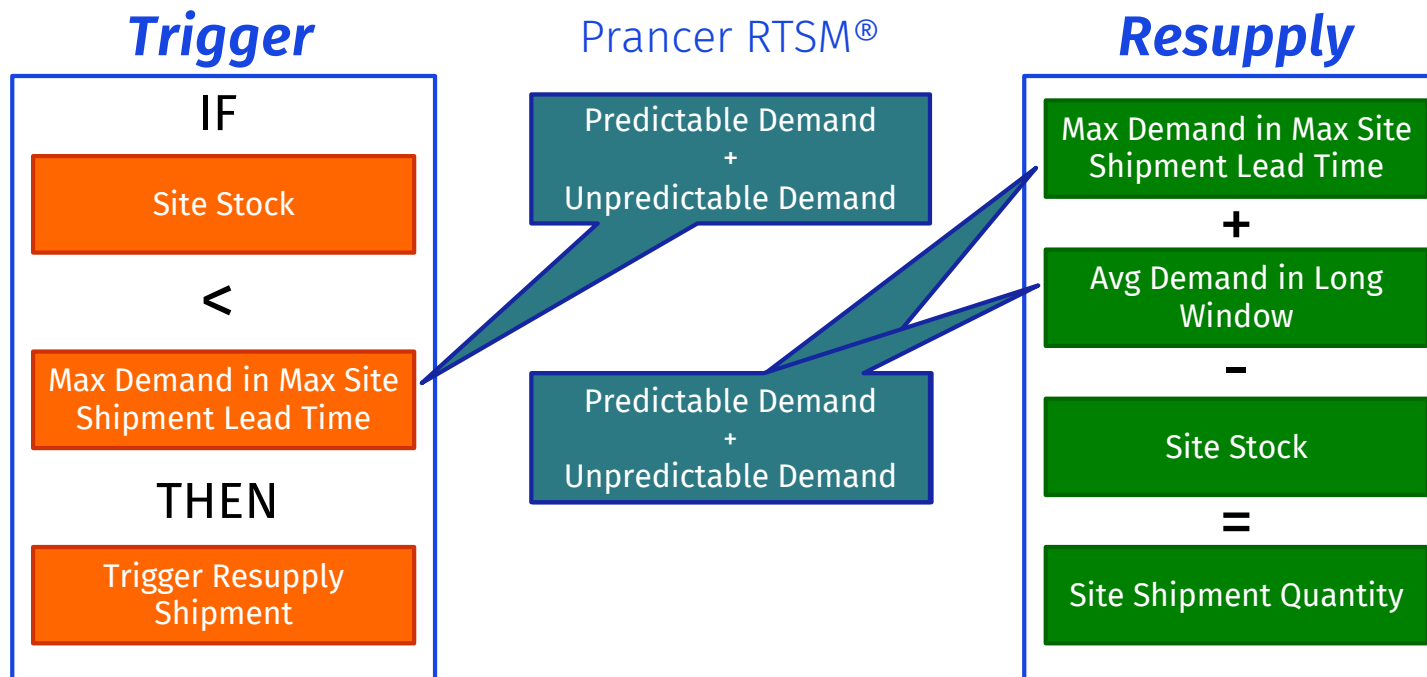 Trigger
Prancer RTSM®
Resupply
IF
Site Stock
<
Max Demand in Max Site
Shipment Lead Time
THEN
Trigger Resupply
Shipment
Predictable Demand
+
Unpredictable Demand
Predictable Demand
+
Unpredictable Demand
Max Demand in Max Site
Shipment Lead Time
+
Avg Demand in Long
Window
-
Site Stock
=
Site Shipment Quantity